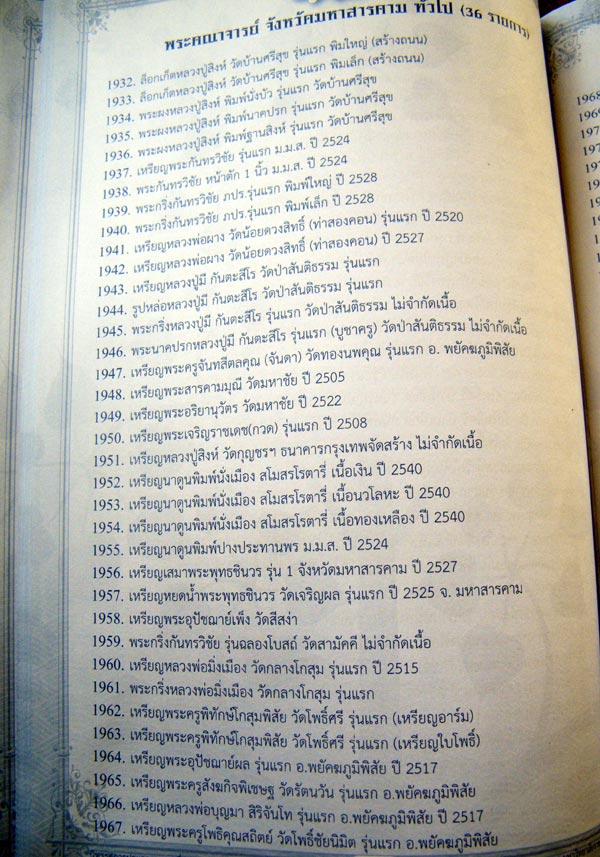 พระคณาจารย์ จังหวัดมหาสารคาม ทั่วไป (36 รายการ)
1932. ล็อกเก็ตหลวงปู่สิงห์ วัดบ้านศรีสุข รุ่นแรก พิมใหญ่ (สร้างถนน)
1933. ล็อกเก็ตหลวงปู่สิงห์ วัดบ้านศรีสุข รุ่นแรก พิมเล็ก (สร้างถนน)
1934. พระผงหลวงปู่สิงห์ พิมพ์นั่งบัว รุ่นแรก วัดบ้านศรีสุข
1935. พระผงหลวงปู่สิงห์ พิมพ์นาคปรก รุ่นแรก วัดบ้านศรีสุข
1936. พระผงหลวงปู่สิงห์ พิมพ์ฐานสิงห์ รุ่นแรก วัดบ้านศรีสุข
1937. เหรียญพระกันทรวิชัย รุ่นแรก ม.ม.ส. ปี 2524
1938. พระกันทรวิชัย หน้าตัก 1 นิ้ว ม.ม.ส. ปี 2524
1939. พระกริ่งกันทรวิชัย ภปร.รุ่นแรก พิมพ์ใหญ่ ปี 2528
1940. พระกริ่งกันทรวิชัย ภปร.รุ่นแรก พิมพ์เล็ก ปี 2528
1941. เหรียญหลวงพ่อผาง วัดน้อยดวงสิทธิ์ (ท่าสองคอน) รุ่นแรก ปี 2520
1942. เหรียญหลวงพ่อผาง วัดน้อยดวงสิทธิ์ (ท่าสองคอน) ปี 2527
1943. เหรียญหลวงปู่มี กันตะสีโร วัดป่าสันติธรรม รุ่นแรก
1944. รูปหล่อหลวงปู่มี กันตะสีโร วัดป่าสันติธรรม รุ่นแรก
1945. พระกริ่งหลวงปู่มี กันตะสีโร รุ่นแรก วัดป่าสันติธรรม ไม่จำกัดเนื้อ
1946. พระนาคปรกหลวงปู่มี กันตะสีโร รุ่นแรก (บูชาครู) วัดป่าสันติธรรม ไม่จำกัดเนื้อ
1947. เหรียญพระครูจันทสีตลคุณ (จันดา) วัดทองนพคุณ รุ่นแรก อ. พยัคฆภูมิพิสัย
1948. เหรียญพระสารคามมุณี วัดมหาชัย ปี 2505
1949. เหรียญพระอริยานุวัตร วัดมหาชัย ปี 2522
1950. เหรียญพระเจริญราชเดช(กวด) รุ่นแรก ปี 2508
1951. เหรียญหลวงปู่สิงห์ วัดกุญชรฯ ธนาคารกรุงเทพจัดสร้าง ไม่จำกัดเนื้อ
1952. เหรียญนาดูนพิมพ์นั่งเมือง สโมสรโรตารี่ เนื้อเงิน ปี 2540
1953. เหรียญนาดูนพิมพ์นั่งเมือง สโมสรโรตารี่ เนื้อนวโลหะ ปี 2540
1954. เหรียญนาดูนพิมพ์นั่งเมือง สโมสรโรตารี่ เนื้อทองเหลือง ปี 2540
1955. เหรียญนาดูนพิมพ์ปางประทานพร ม.ม.ส. ปี 2524
1956. เหรียญเสมาพระพุทธชินวร รุ่น 1 จังหวัดมหาสารคาม ปี 2527
1957. เหรียญหยดน้ำพระพุทธชินวร วัดเจริญผล รุ่นแรก ปี 2525 จ. มหาสารคาม
1958. เหรียญพระอุปัชฌาย์เพ็ง วัดสีสง่า
1959. พระกริ่งกันทรวิชัย รุ่นฉลองโบสถ์ วัดสามัคคี ไม่จำกัดเนื้อ
1960. เหรียญหลวงพ่อมิ่งเมือง วัดกลางโกสุม รุ่นแรก ปี 2515
1961. พระกริ่งหลวงพ่อมิ่งเมือง วัดกลางโกสุม รุ่นแรก
1962. เหรียญพระครูพิทักษ์โกสุมพิสัย วัดโพธิ์ศรี รุ่นแรก (เหรียญอาร์ม)
1963. เหรียญพระครูพิทักษ์โกสุมพิสัย วัดโพธิ์ศรี รุ่นแรก (เหรียญใบโพธิ์)
1964. เหรียญพระอุปัชฌาย์ผล รุ่นแรก อ.พยัคฆภูมิพิสัย ปี 2517
1965. เหรียญพระครูสังฆกิจพิเชษฐ วัดรัตนวัน รุ่นแรก อ.พยัคฆภูมิพิสัย
1966. เหรียญหลวงพ่อบุญมา สิริจันโท รุ่นแรก อ.พยัคฆภูมิพิสัย ปี 2517
1967. เหรียญพระครูโพธิคุณสถิตย์ วัดโพธิ์ชัยนิมิต รุ่นแรก อ.พยัคฆภูมิพิสัย
1968